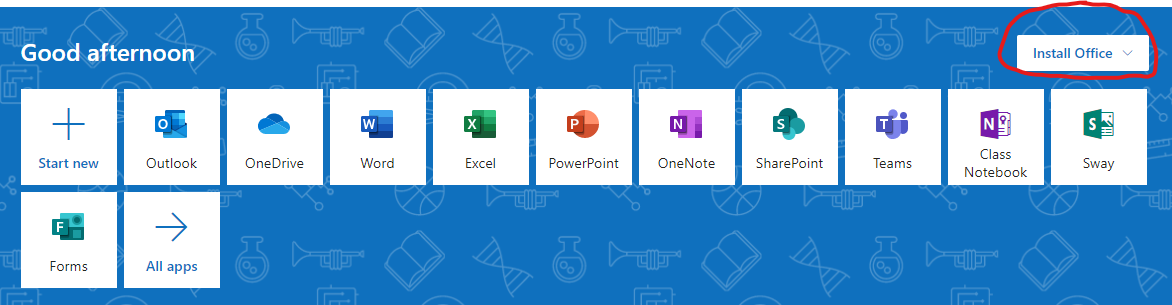 Good afternoon
Install Office
Start new
Outlook
OneDrive
Word
Excel
PowerPoint
OneNote
SharePoint
Teams
Class
Notebook
Sway
Forms
All apps